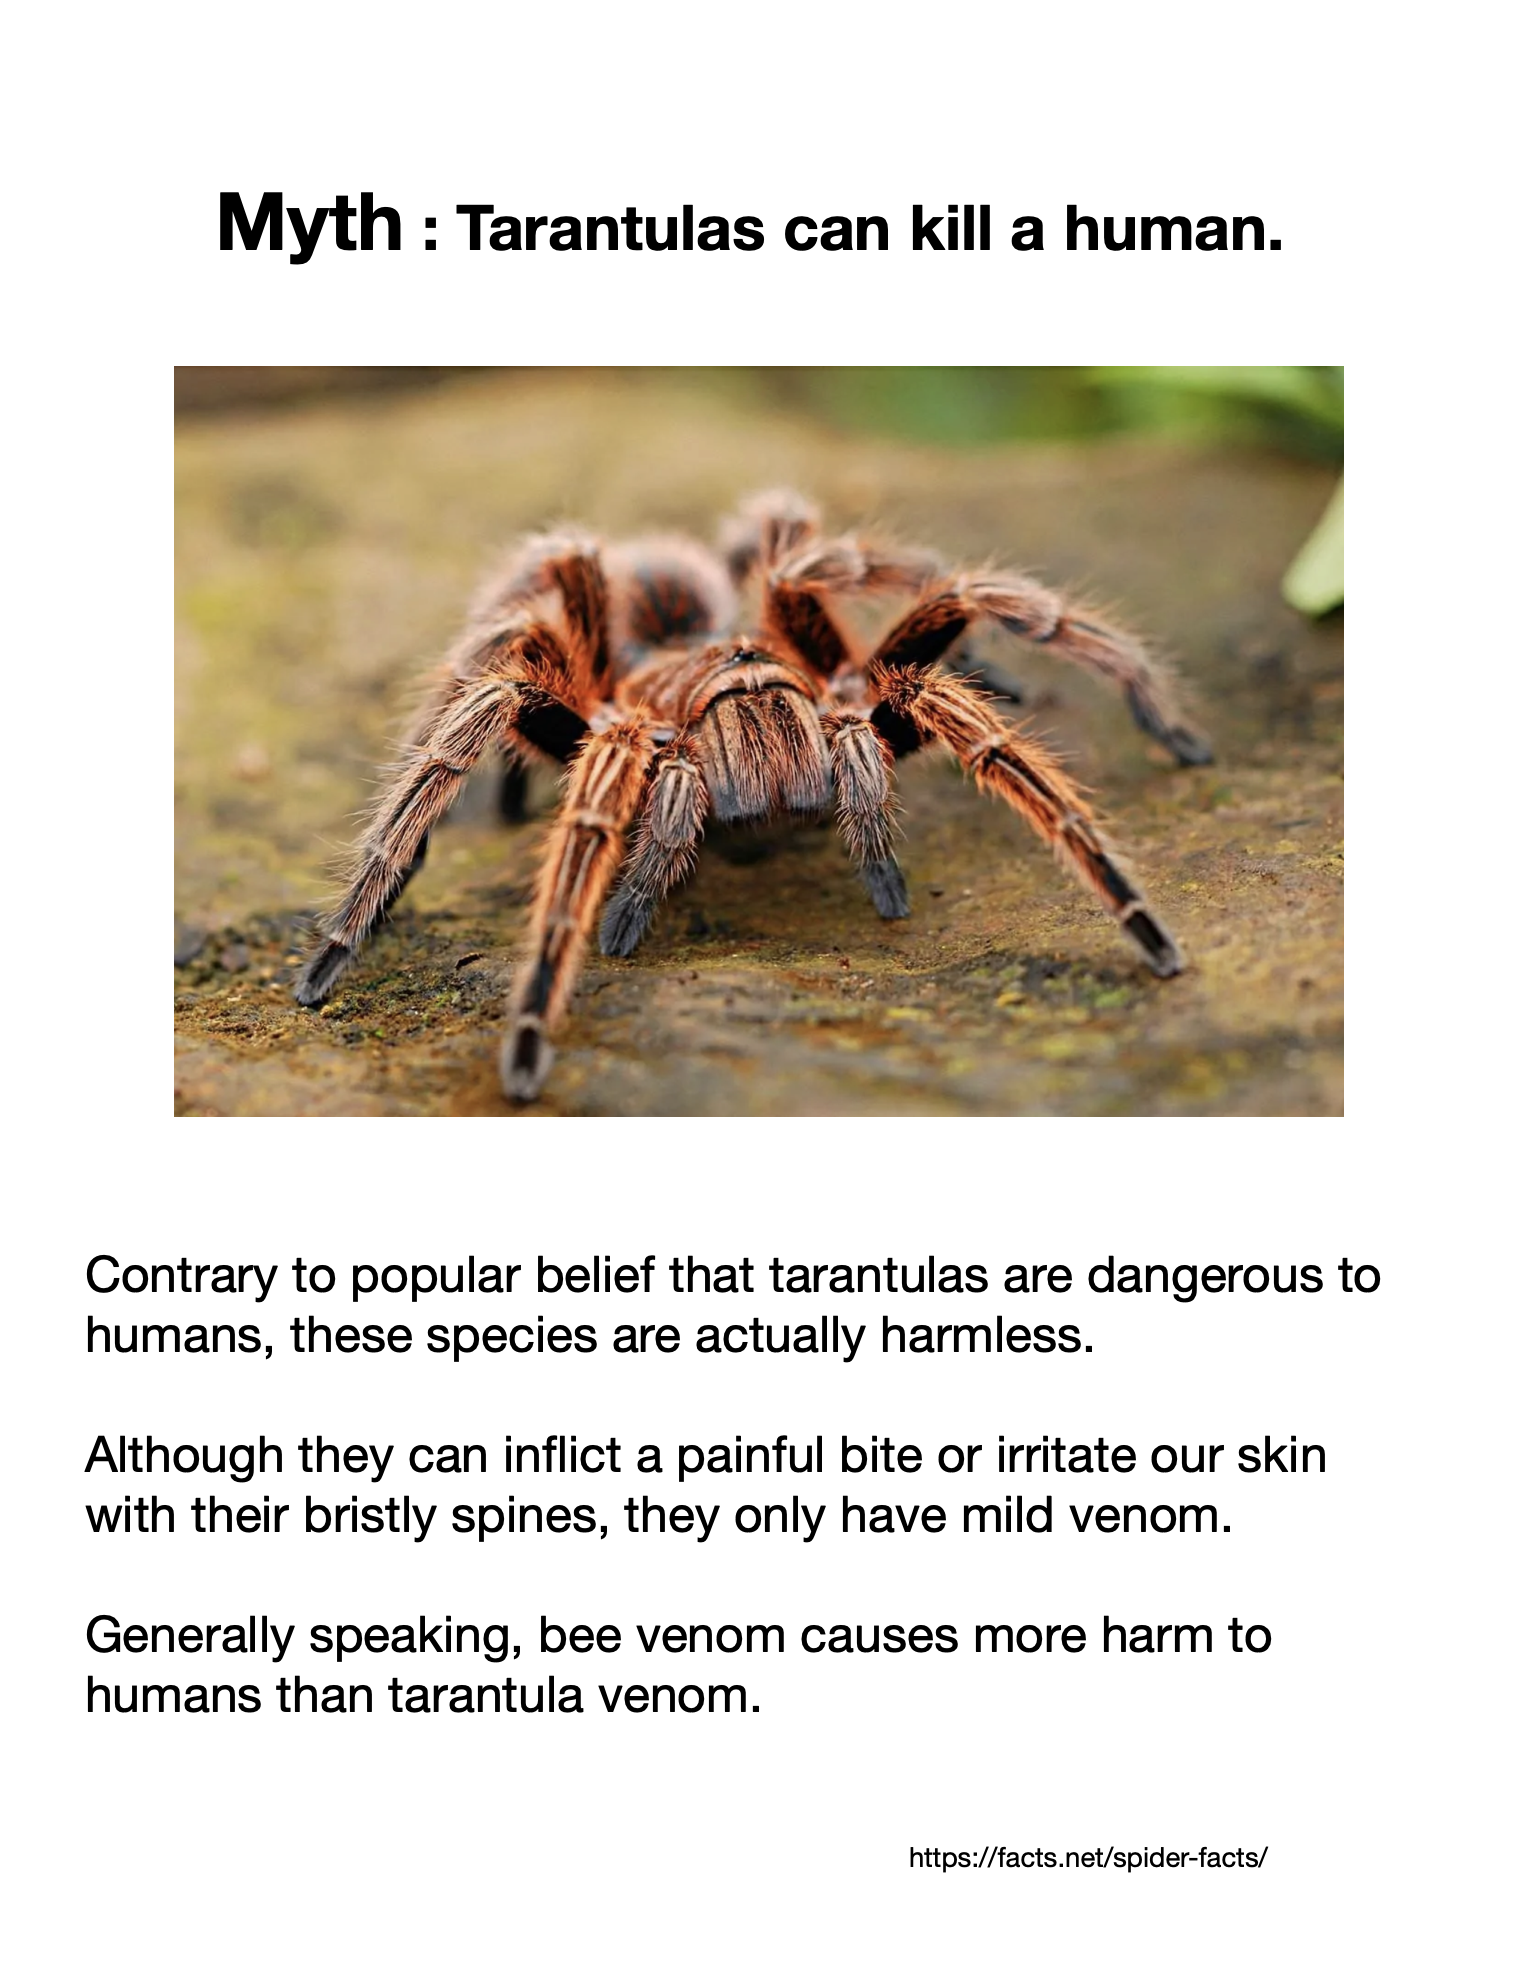 Myth : Tarantulas can kill a human.
Contrary to popular belief that tarantulas are dangerous to
humans, these species are actually harmless.
Although they can inflict a painful bite or irritate our skin
with their bristly spines, they only have mild venom.
Generally speaking, bee venom causes more harm to
humans than tarantula venom.
https://facts.net/spider-facts/